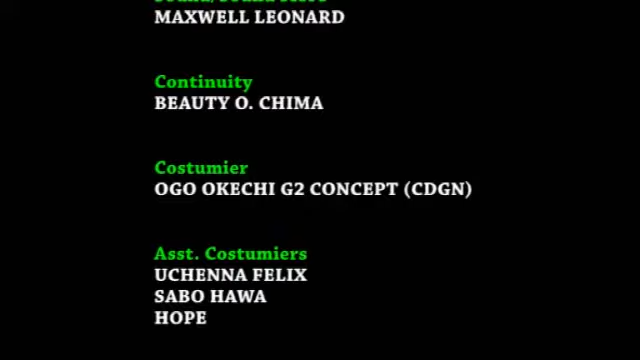 MAXWELL LEONARD
Continuity
BEAUTY O. CHIMA
Costumier
OGO OKECHI G2 CONCEPT (CDGN)
Asst. Costumiers
UCHENNA FELIX
SABO HAWA
HOPE